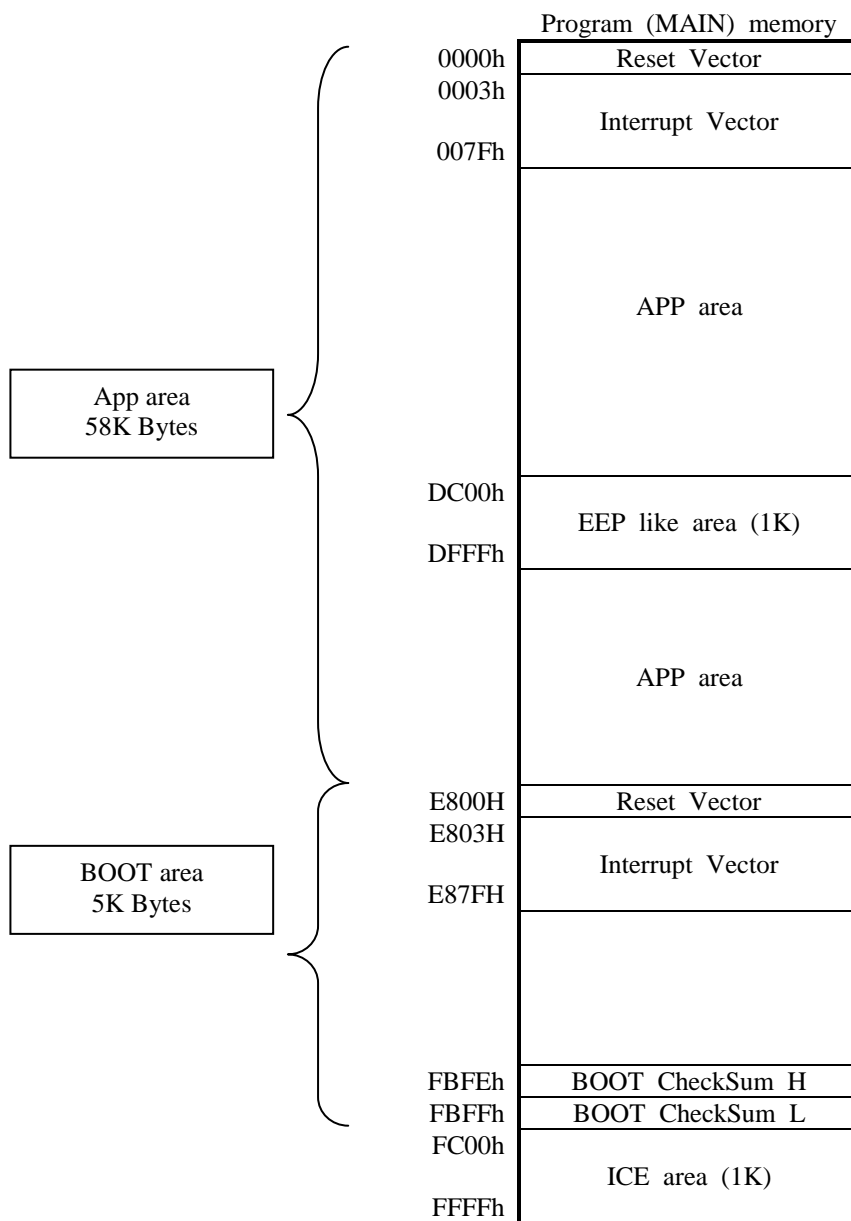 Program (MAIN) memory
0000h
Reset Vector
0003h
Interrupt Vector
007Fh
APP area
App area
58K Bytes
DC00h
EEP like area (1K)
DFFFh
APP area
E800H
Reset Vector
E803H
BOOT area
5K Bytes
Interrupt Vector
E87FH
FBFEh
BOOT CheckSum H
FBFFh
BOOT CheckSum L
FC00h
ICE area (1K)
FFFFh